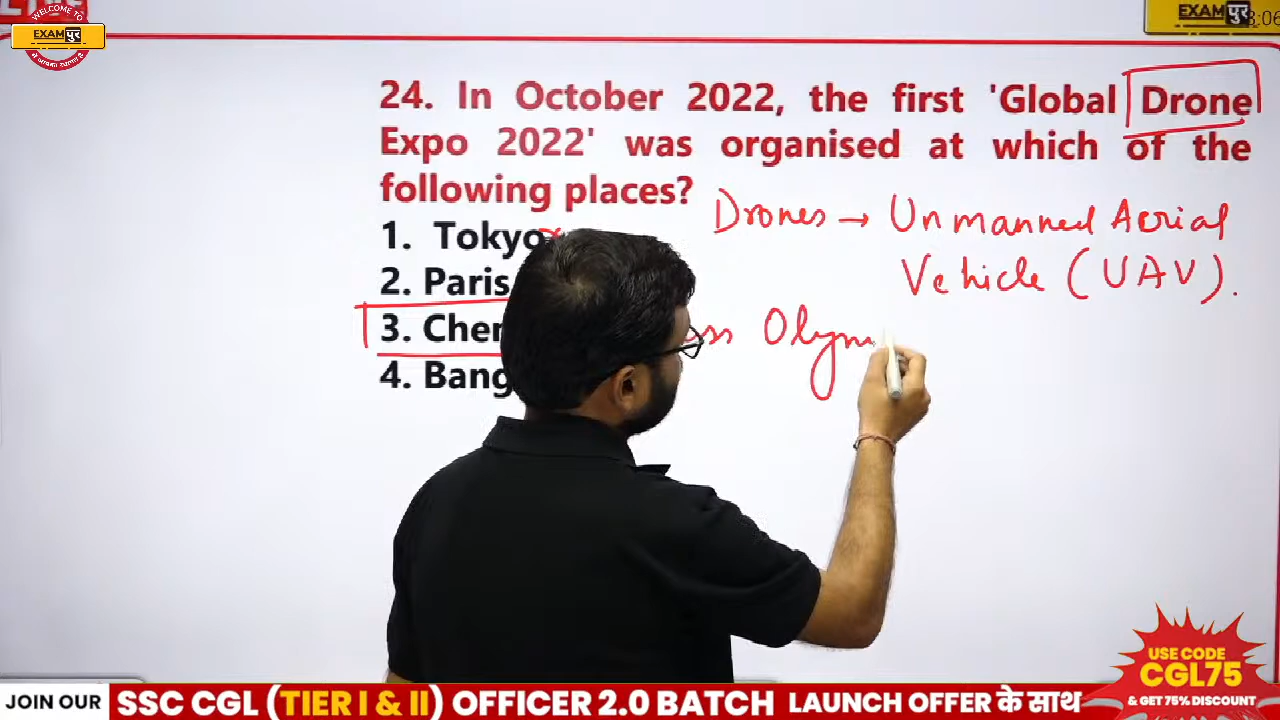 WELCOME TO
EXAMपुर
EXAMपुर
:06
24. In October 2022, the first 'Global Drone
Expo 2022' was organised at which of the
following places?
Drones → Unmanned Aerial
Vehicle (UAV).
1. Tokyo
2. Paris
3. Chen
4. Bang
JOIN OUR
SSC CGL (TIER I & II) OFFICER 2.0 BATCH LAUNCH OFFER के साथ
USE CODE
CGL75
& GET 75% DISCOUNT